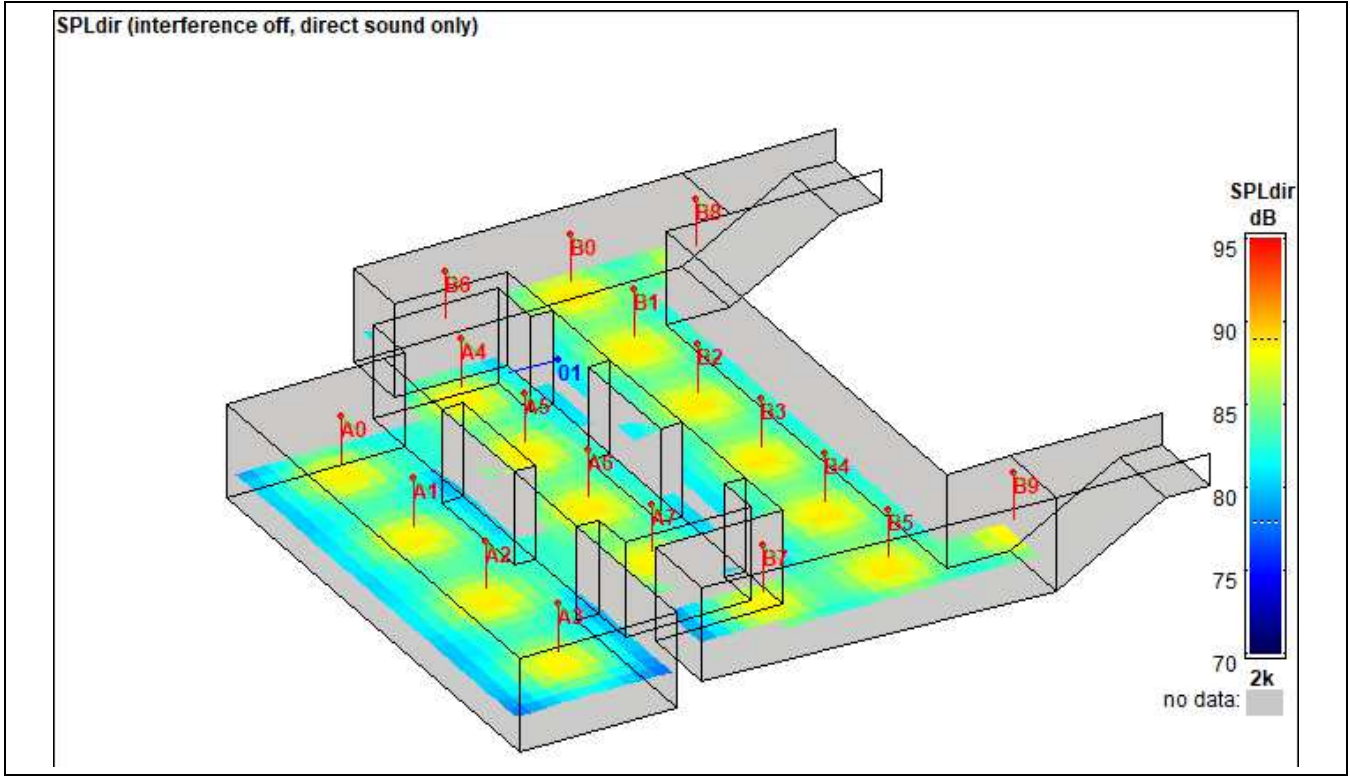 SPLdir (interference off, direct sound only)
B8
B0
SPLdir
dB
95
B6
B1
90
A4
B2
01
A5
B3
85
A0
A6
B4
B9
A1
80
A7
B5
A2
B7
75
A3
70
2k
no data: